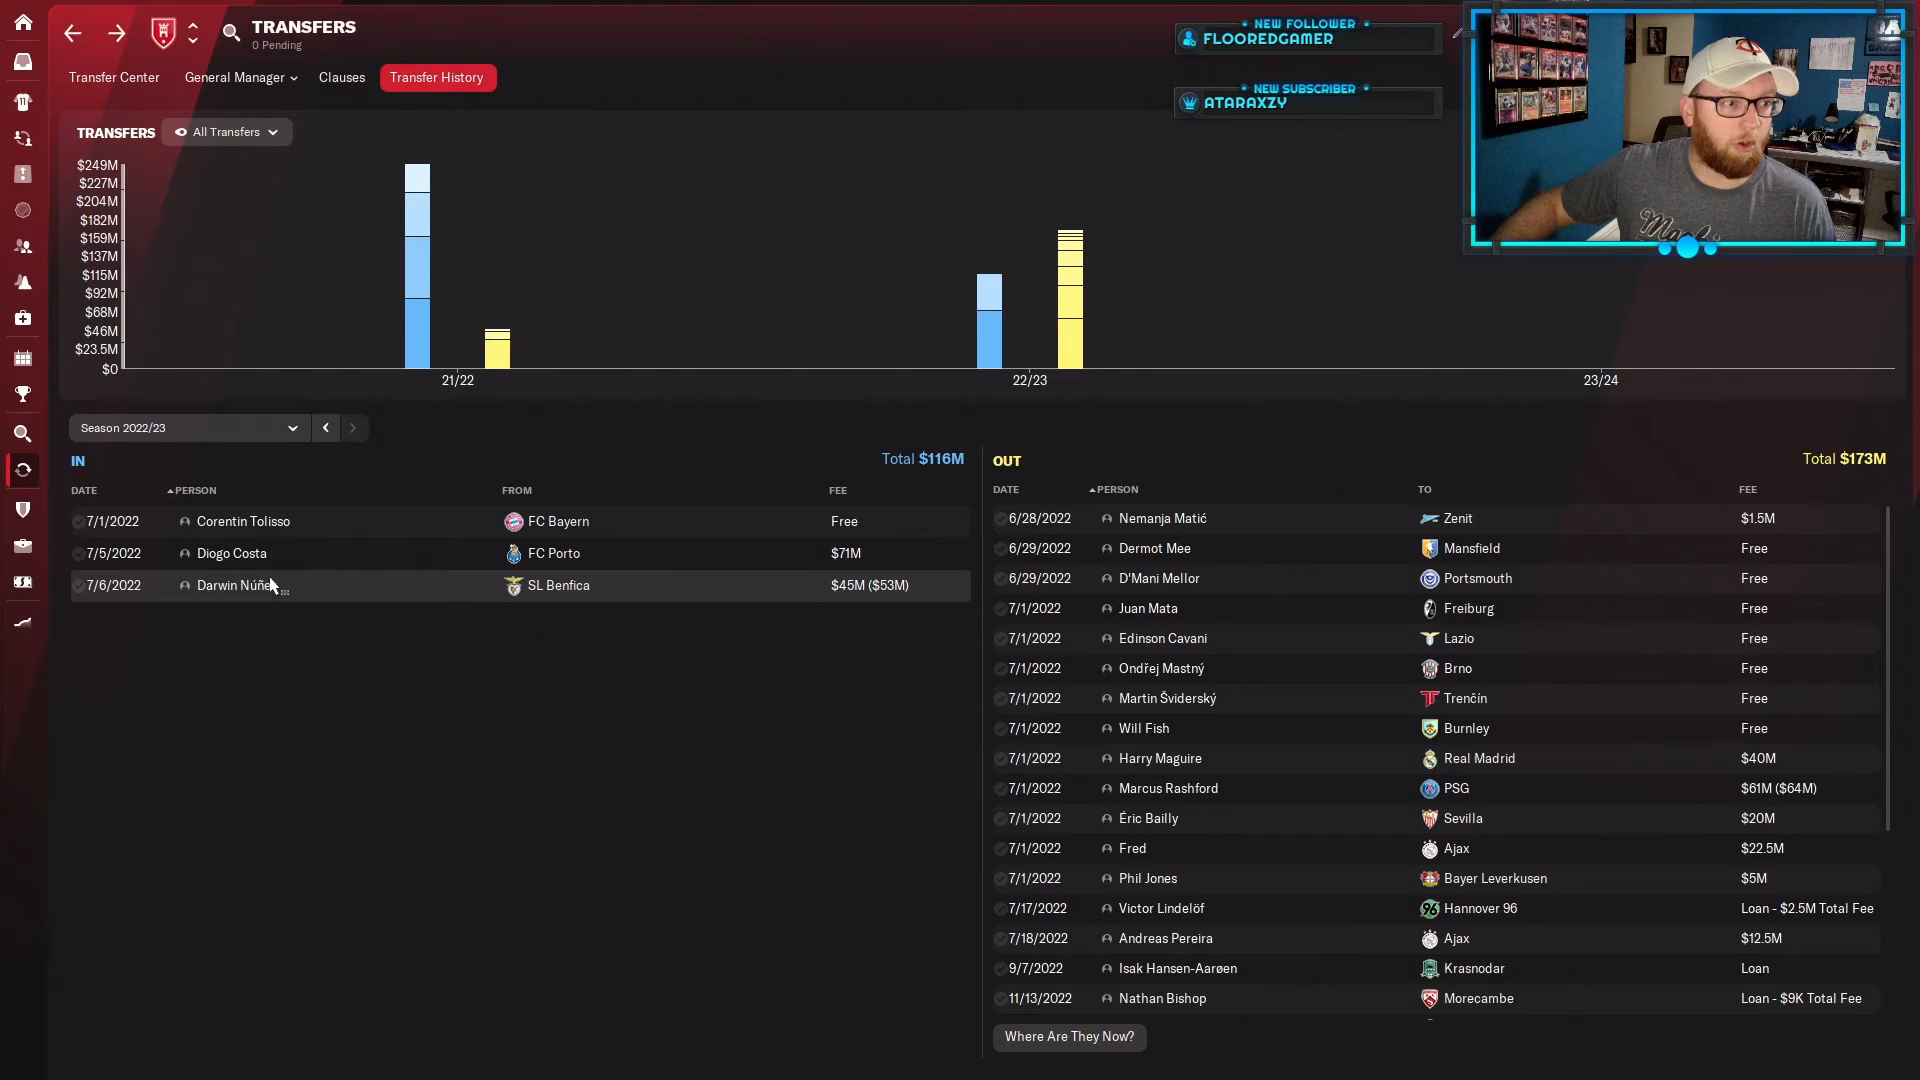 TRANSFERS
0 Pending
NEW FOLLOWER
FLOOREDGAMER
Transfer Center General Manager Clauses Transfer History
NEW SUBSCRIBER
ATARAXZY
TRANSFERS All Transfers
$249M
$227M
$204M
$182M
$159M
$137M
$115M
$92M
$68M
$46M
$23.5M
$0
21/22 22/23 23/24
Season 2022/23
IN Total $116M
DATE PERSON FROM FEE
7/1/2022 Corentin Tolisso FC Bayern Free
7/5/2022 Diogo Costa FC Porto $71M
7/6/2022 Darwin Núñe SL Benfica $45M ($53M)
OUT Total $173M
DATE PERSON TO FEE
6/28/2022 Nemanja Matić Zenit $1.5M
6/29/2022 Dermot Mee Mansfield Free
6/29/2022 D'Mani Mellor Portsmouth Free
7/1/2022 Juan Mata Freiburg Free
7/1/2022 Edinson Cavani Lazio Free
7/1/2022 Ondřej Mastný Brno Free
7/1/2022 Martin Šviderský Trenčín Free
7/1/2022 Will Fish Burnley Free
7/1/2022 Harry Maguire Real Madrid $40M
7/1/2022 Marcus Rashford PSG $61M ($64M)
7/1/2022 Éric Bailly Sevilla $20M
7/1/2022 Fred Ajax $22.5M
7/1/2022 Phil Jones Bayer Leverkusen $5M
7/17/2022 Victor Lindelöf Hannover 96 Loan - $2.5M Total Fee
7/18/2022 Andreas Pereira Ajax $12.5M
9/7/2022 Isak Hansen-Aarøen Krasnodar Loan
11/13/2022 Nathan Bishop Morecambe Loan - $9K Total Fee
Where Are They Now?